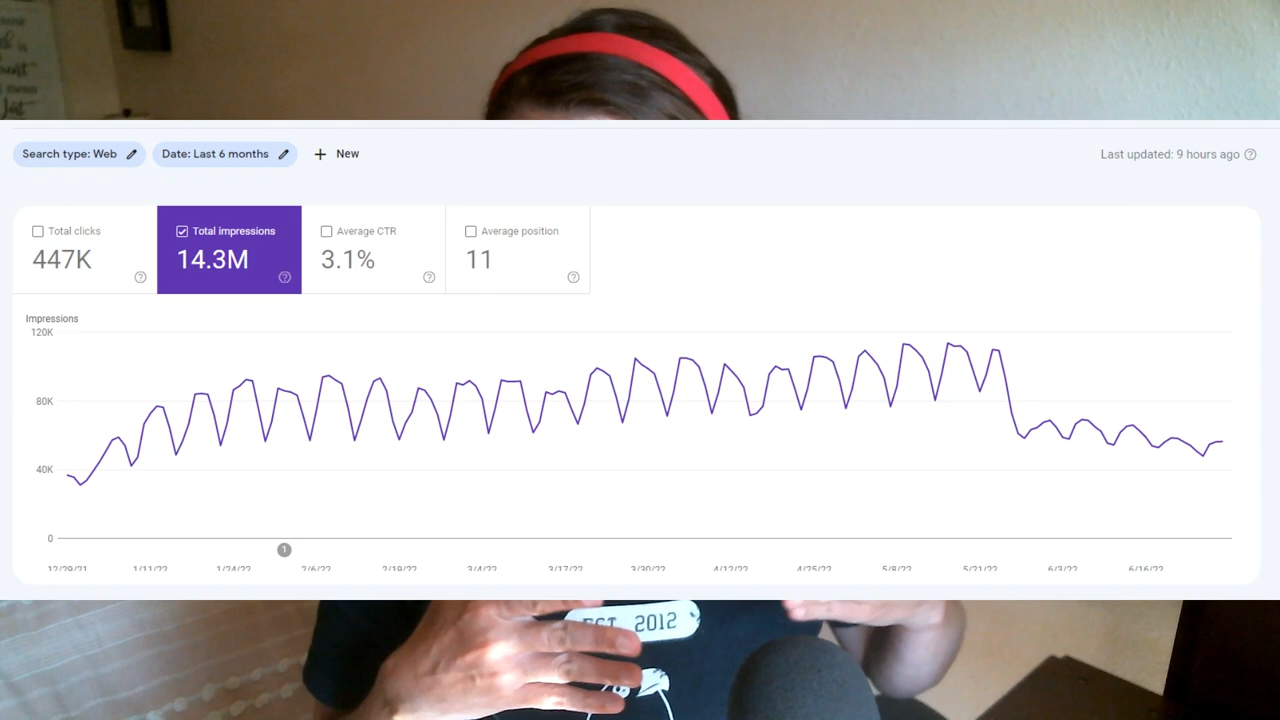 Search type: Web
Date: Last 6 months
New
Last updated: 9 hours ago
Total clicks
447K
Total impressions
14.3M
Average CTR
3.1%
Average position
11
Impressions
120K
80K
40K
0
1
12/29/21 1/11/22 1/24/22 2/6/22 2/19/22 3/4/22 3/17/22 3/30/22 4/12/22 4/25/22 5/8/22 5/21/22 6/3/22 6/16/22
EST. 2012